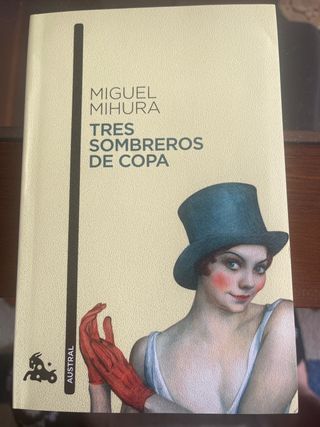 MIGUEL
MIHURA
TRES
SOMBREROS
DE COPA
AUSTRAL